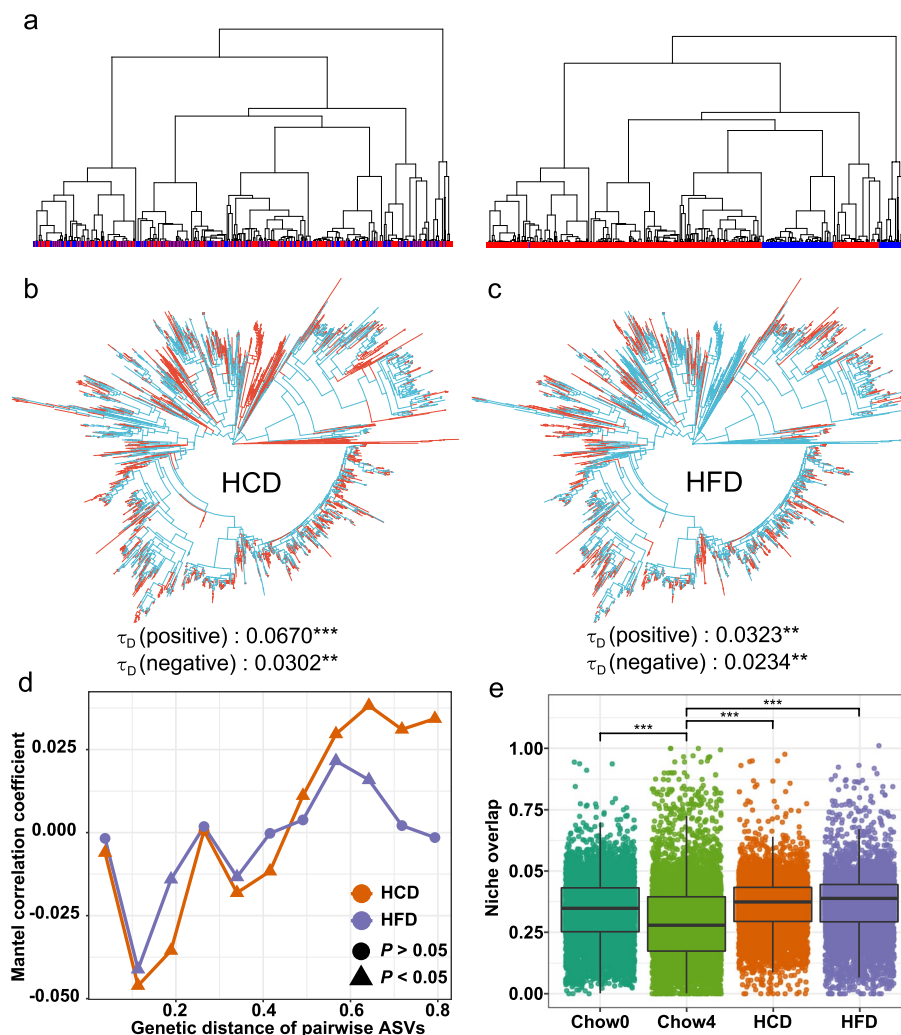 a
b
c
HCD
HFD
τD (positive) : 0.0670***
τD (negative) : 0.0302**
τD (positive) : 0.0323**
τD (negative) : 0.0234**
d
Mantel correlation coefficient
0.025
0.000
-0.025
-0.050
HCD
HFD
P > 0.05
P < 0.05
0.2
0.4
0.6
0.8
Genetic distance of pairwise ASVs
e
Niche overlap
1.00
0.75
0.05
0.25
0.00
***
***
***
Chow0
Chow4
HCD
HFD